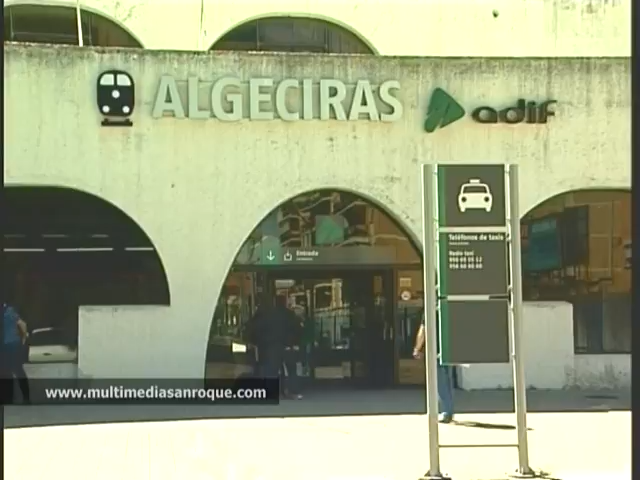 ALGECIRAS adif
Entrada
Teléfonos de taxis
Radio taxi
www.multimediasanroque.com